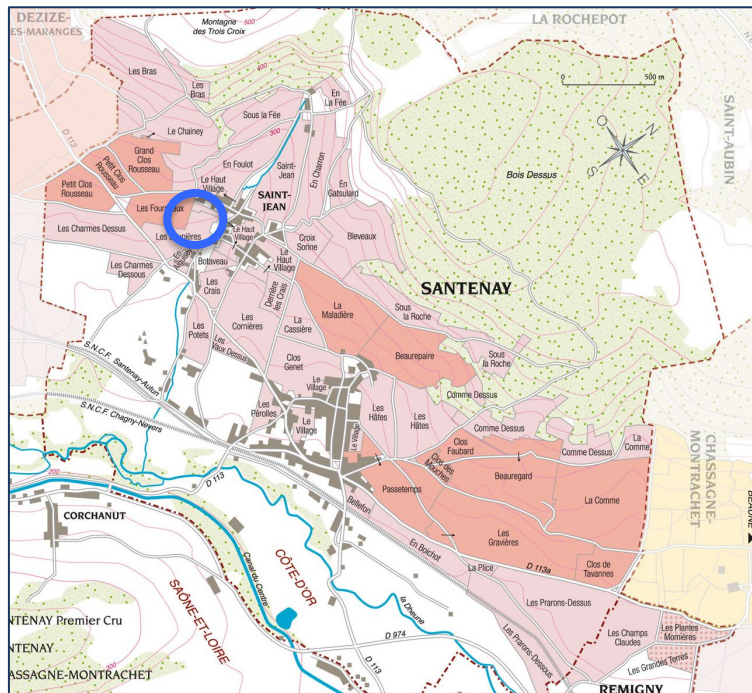 DEZIZE-
LES-MARANGES
Montagne
des Trois Croix
500
LA ROCHEPOT
400
500
Les Bras
Les
Bras
En
La Fée
0
500 m
SAINT-AUBIN
Sous la Fée
300
N
E
S
O
D 113
Le Chainey
Grand
Clos
Rousseau
Petit Clos
Rousseau
En Foulot
Saint-
Jean
En Charron
Bois Dessus
Petit Clos
Rousseau
Le Haut
Village
SAINT-
JEAN
En
Gatsulard
Les Charmes Dessus
Le Haut
Village
Croix
Sorine
Bieveaux
Les Charmes
Dessous
Botaveau
Le Haut
Village
SANTENAY
Les
Crais
Derrière
les Crais
La
Maladière
Sous
la Roche
Les
Potets
Les
Cornières
La
Cassière
Beaurepaire
Sous
la Roche
Les Vaux Dessus
Clos
Genet
S.N.C.F. Santenay-Autun
Comme Dessus
Le
Village
Les
Hâtes
Les
Hâtes
S.N.C.F. Chagny-Nevers
Les
Pérolles
Le
Village
Le Village
Comme Dessus
La
Comme
Clos
Faubard
Comme Dessus
Clos des
Mouches
Beauregard
CHASSAGNE-
MONTRACHET
200
D 113
Passetemps
La Comme
BEAUNE
Bellefon
CORCHANUT
Les
Gravières
En Boichot
Clos de
Tavannes
La Plice
D 113a
CÔTE-D'OR
Canal du Centre
la Dheune
Les Prarons-Dessus
SAÔNE-ET-LOIRE
Les Plantes
Momières
NTENAY Premier Cru
Les Prarons-Dessous
Les Champs
Claudes
D 974
NTENAY
Les Grandes Terres
300
D 113
ASSAGNE-MONTRACHET
REMIGNY